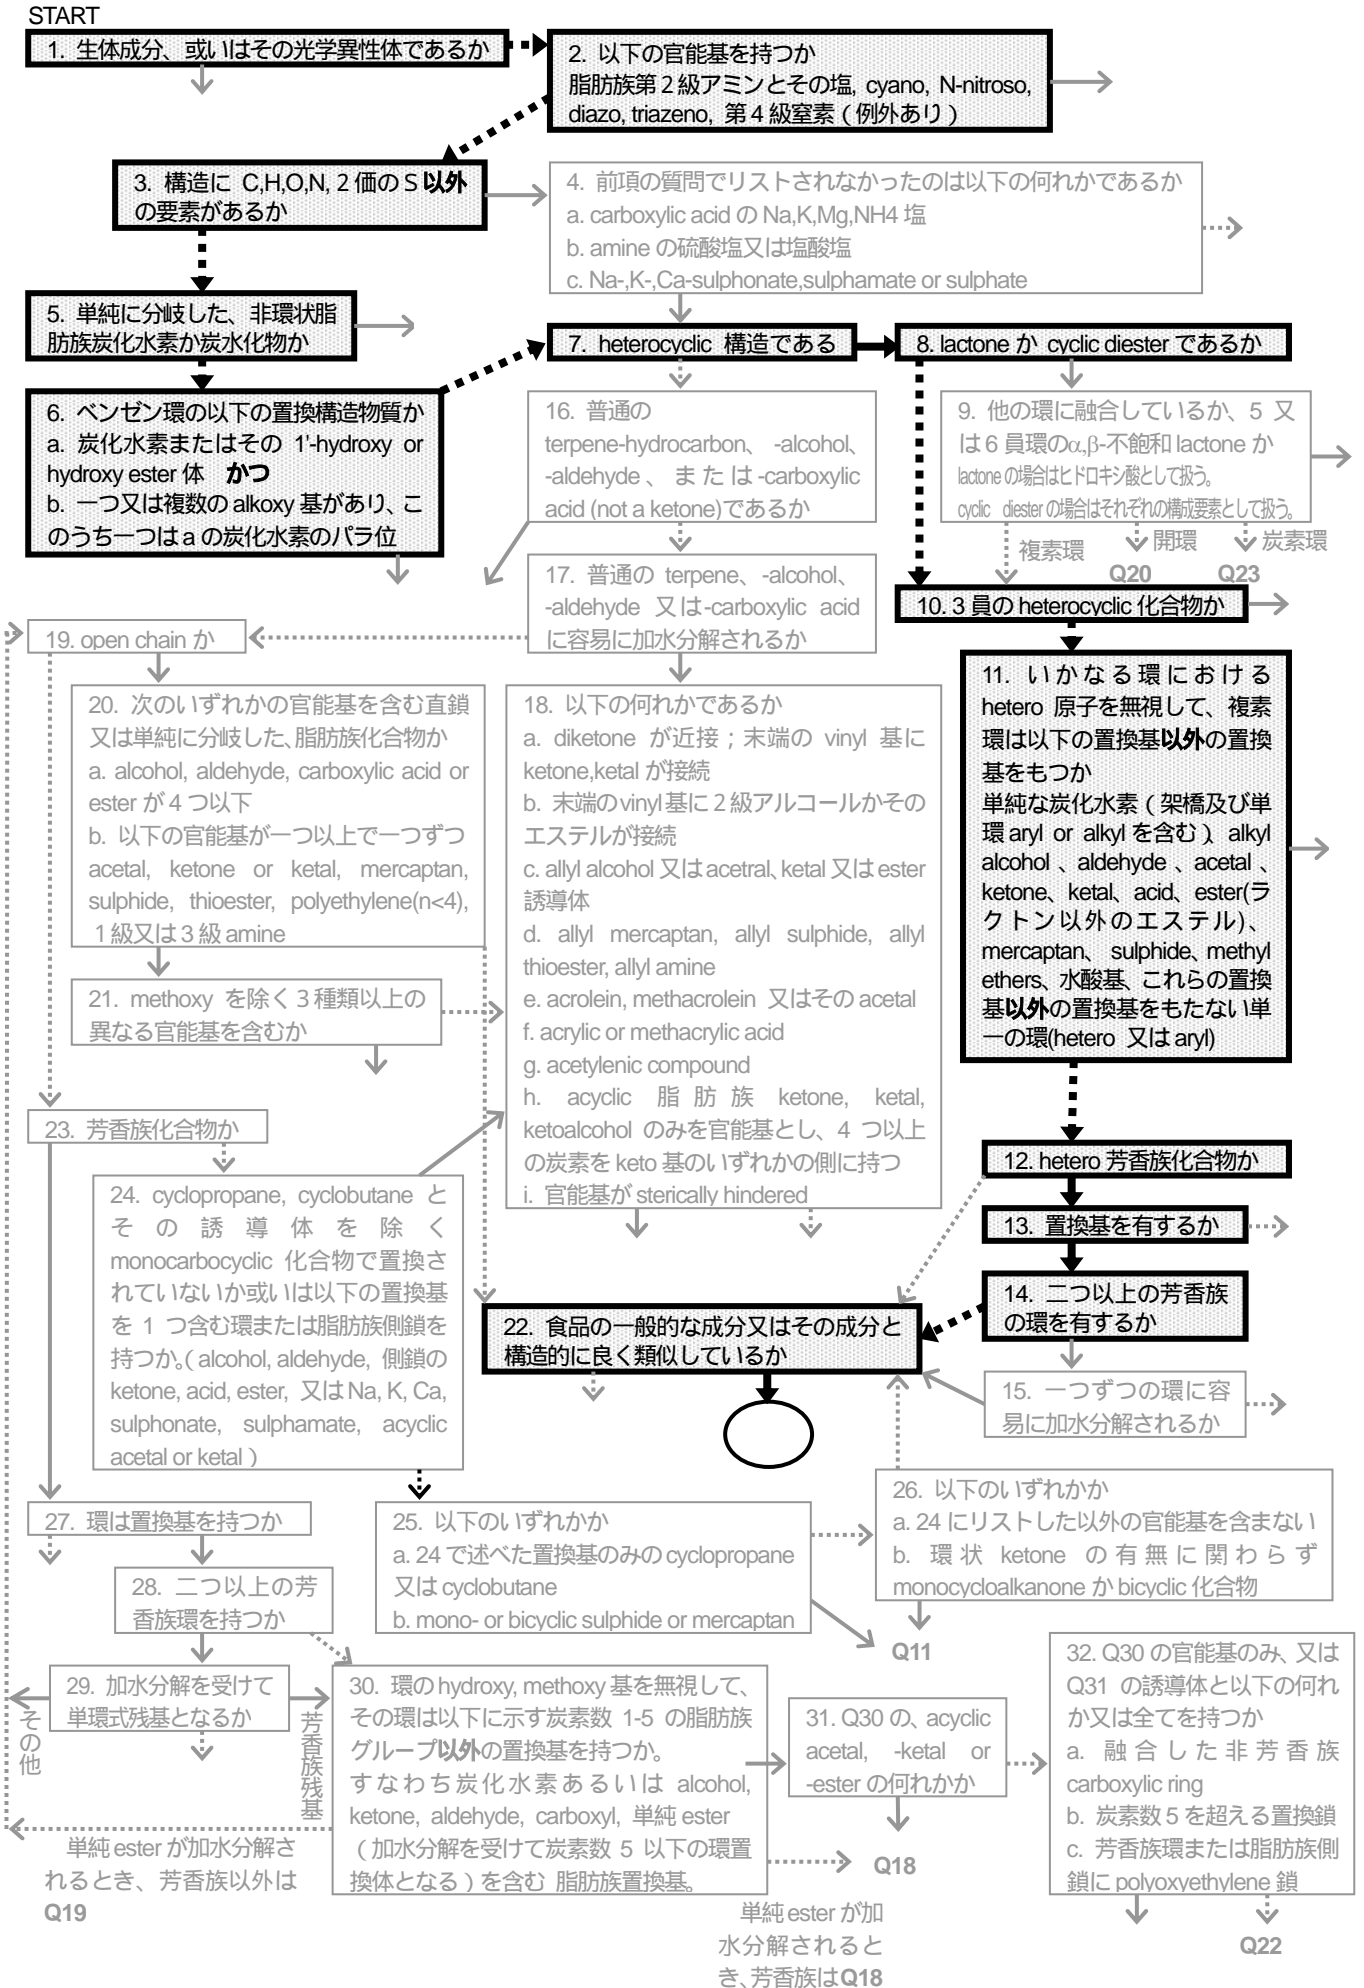 START
1. 生体成分、或いはその光学異性体であるか
2. 以下の官能基を持つか
脂肪族第２級アミンとその塩, cyano, N-nitroso,
diazo, triazeno, 第４級窒素（例外あり）
3. 構造に C,H,O,N,２価のＳ以外
の要素があるか
4. 前項の質問でリストされなかったのは以下の何れかであるか
a. carboxylic acid の Na,K,Mg,NH4 塩
b. amine の硫酸塩又は塩酸塩
c. Na-,K-,Ca-sulphonate,sulphamate or sulphate
5. 単純に分岐した、非環状脂
肪族炭化水素か炭水化物か
6. ベンゼン環の以下の置換構造物質か
a. 炭化水素またはその 1'-hydroxy or
hydroxy ester 体　かつ
b. 一つ又は複数の alkoxy 基があり、こ
のうち一つは a の炭化水素のパラ位
7. heterocyclic 構造である
8. lactone か cyclic diester であるか
9. 他の環に融合しているか、５又
は６員環のα,β-不飽和 lactone か
lactone の場合はヒドロキシ酸として扱う。
cyclic diester の場合はそれぞれの構成要素として扱う。
複素環
開環
炭素環
Q20
Q23
10.３員の heterocyclic 化合物か
11. いかなる環における
hetero 原子を無視して、複素
環は以下の置換基以外の置換
基をもつか
単純な炭化水素（架橋及び単
環 aryl or alkyl を含む）、alkyl
alcohol、aldehyde、acetal、
ketone、ketal、acid、ester(ラ
クトン以外のエステル)、
mercaptan、sulphide、methyl
ethers、水酸基、これらの置換
基以外の置換基をもたない単
一の環(hetero 又は aryl)
16. 普通の
terpene-hydrocarbon、-alcohol、
-aldehyde、または-carboxylic
acid (not a ketone)であるか
17. 普通の terpene、-alcohol、
-aldehyde 又は-carboxylic acid
に容易に加水分解されるか
18. 以下の何れかであるか
a. diketone が近接；末端の vinyl 基に
ketone,ketal が接続
b. 末端の vinyl 基に２級アルコールかその
エステルが接続
c. allyl alcohol 又は acetral、ketal 又は ester
誘導体
d. allyl mercaptan, allyl sulphide, allyl
thioester, allyl amine
e. acrolein, methacrolein 又はその acetal
f. acrylic or methacrylic acid
g. acetylenic compound
h. acyclic 脂肪族 ketone, ketal,
ketoalcohol のみを官能基とし、４つ以上
の炭素を keto 基のいずれかの側に持つ
i. 官能基が sterically hindered
19. open chain か
20. 次のいずれかの官能基を含む直鎖
又は単純に分岐した、脂肪族化合物か
a. alcohol, aldehyde, carboxylic acid or
ester が４つ以下
b. 以下の官能基が一つ以上で一つずつ
acetal, ketone or ketal, mercaptan,
sulphide, thioester, polyethylene(n<4),
１級又は３級 amine
21. methoxy を除く３種類以上の
異なる官能基を含むか
23. 芳香族化合物か
24. cyclopropane, cyclobutane と
その誘導体を除く
monocarbocyclic 化合物で置換さ
れていないか或いは以下の置換基
を１つ含む環または脂肪族側鎖を
持つか。（alcohol, aldehyde, 側鎖の
ketone, acid, ester, 又は Na, K, Ca,
sulphonate, sulphamate, acyclic
acetal or ketal）
12. hetero 芳香族化合物か
13. 置換基を有するか
14. 二つ以上の芳香族
の環を有するか
15. 一つずつの環に容
易に加水分解されるか
22. 食品の一般的な成分又はその成分と
構造的に良く類似しているか
25. 以下のいずれかか
a. 24 で述べた置換基のみの cyclopropane
又は cyclobutane
b. mono- or bicyclic sulphide or mercaptan
26. 以下のいずれかか
a. 24 にリストした以外の官能基を含まない
b. 環状 ketone の有無に関わらず
monocycloalkanone か bicyclic 化合物
Q11
27. 環は置換基を持つか
28. 二つ以上の芳
香族環を持つか
29. 加水分解を受けて
単環式残基となるか
その他
芳香族残基
30. 環の hydroxy, methoxy 基を無視して、
その環は以下に示す炭素数 1-5 の脂肪族
グループ以外の置換基を持つか。
すなわち炭化水素あるいは alcohol,
ketone, aldehyde, carboxyl, 単純 ester
（加水分解を受けて炭素数 5 以下の環置
換体となる）を含む 脂肪族置換基。
31. Q30 の、acyclic
acetal, -ketal or
-ester の何れかか
Q18
32. Q30 の官能基のみ、又は
Q31 の誘導体と以下の何れ
か又は全てを持つか
a. 融合した非芳香族
carboxylic ring
b. 炭素数 5 を超える置換鎖
c. 芳香族環または脂肪族側
鎖に polyoxyethylene 鎖
Q22
単純 ester が加水分解さ
れるとき、芳香族以外は
Q19
単純 ester が加
水分解されると
き、芳香族は Q18